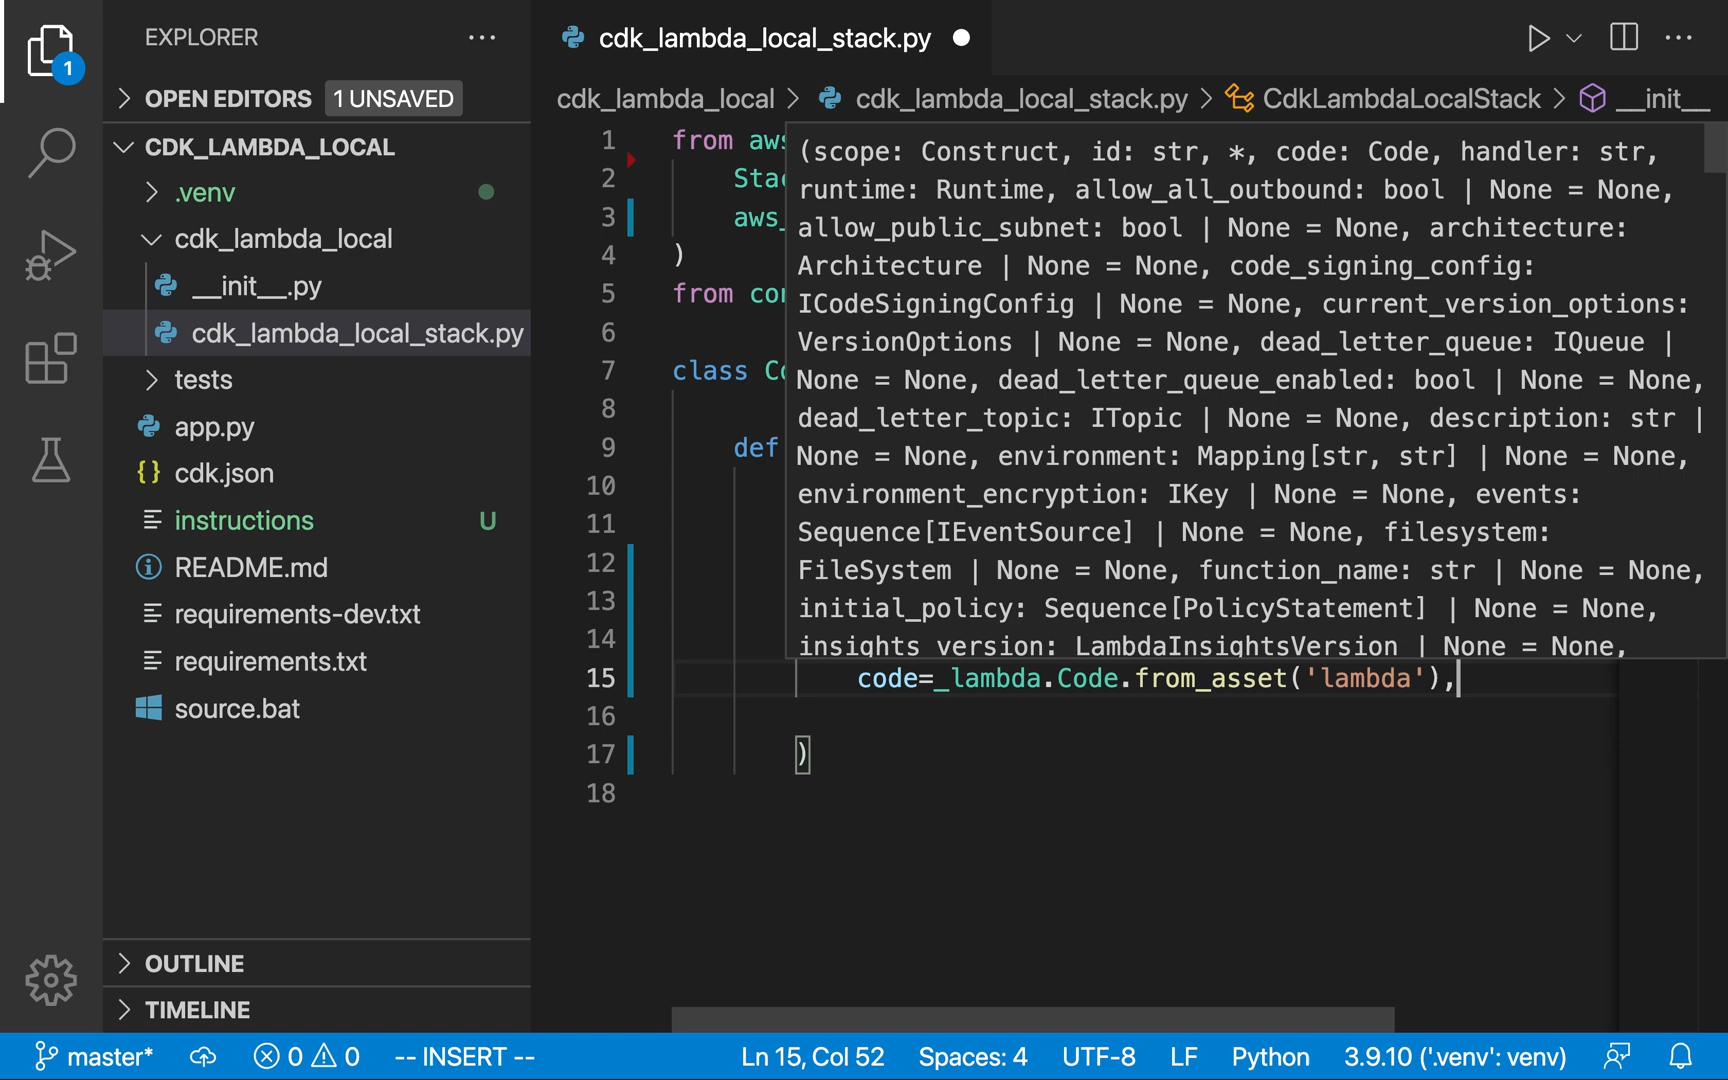 EXPLORER
1
OPEN EDITORS 1 UNSAVED
CDK_LAMBDA_LOCAL
.venv
cdk_lambda_local
__init__.py
cdk_lambda_local_stack.py
tests
app.py
cdk.json
instructions U
README.md
requirements-dev.txt
requirements.txt
source.bat
OUTLINE
TIMELINE
cdk_lambda_local_stack.py
cdk_lambda_local > cdk_lambda_local_stack.py > CdkLambdaLocalStack > __init__
1 from aws
2 Stac
3 aws_
4 )
5 from con
6
7 class Cd
8
9 def
10
11
12
13
14
(scope: Construct, id: str, *, code: Code, handler: str,
runtime: Runtime, allow_all_outbound: bool | None = None,
allow_public_subnet: bool | None = None, architecture:
Architecture | None = None, code_signing_config:
ICodeSigningConfig | None = None, current_version_options:
VersionOptions | None = None, dead_letter_queue: IQueue |
None = None, dead_letter_queue_enabled: bool | None = None,
dead_letter_topic: ITopic | None = None, description: str |
None = None, environment: Mapping[str, str] | None = None,
environment_encryption: IKey | None = None, events:
Sequence[IEventSource] | None = None, filesystem:
FileSystem | None = None, function_name: str | None = None,
initial_policy: Sequence[PolicyStatement] | None = None,
insights_version: LambdaInsightsVersion | None = None,
15 code=_lambda.Code.from_asset('lambda'),
16
17 )
18
master* 0 0 -- INSERT -- Ln 15, Col 52 Spaces: 4 UTF-8 LF Python 3.9.10 ('.venv': venv)